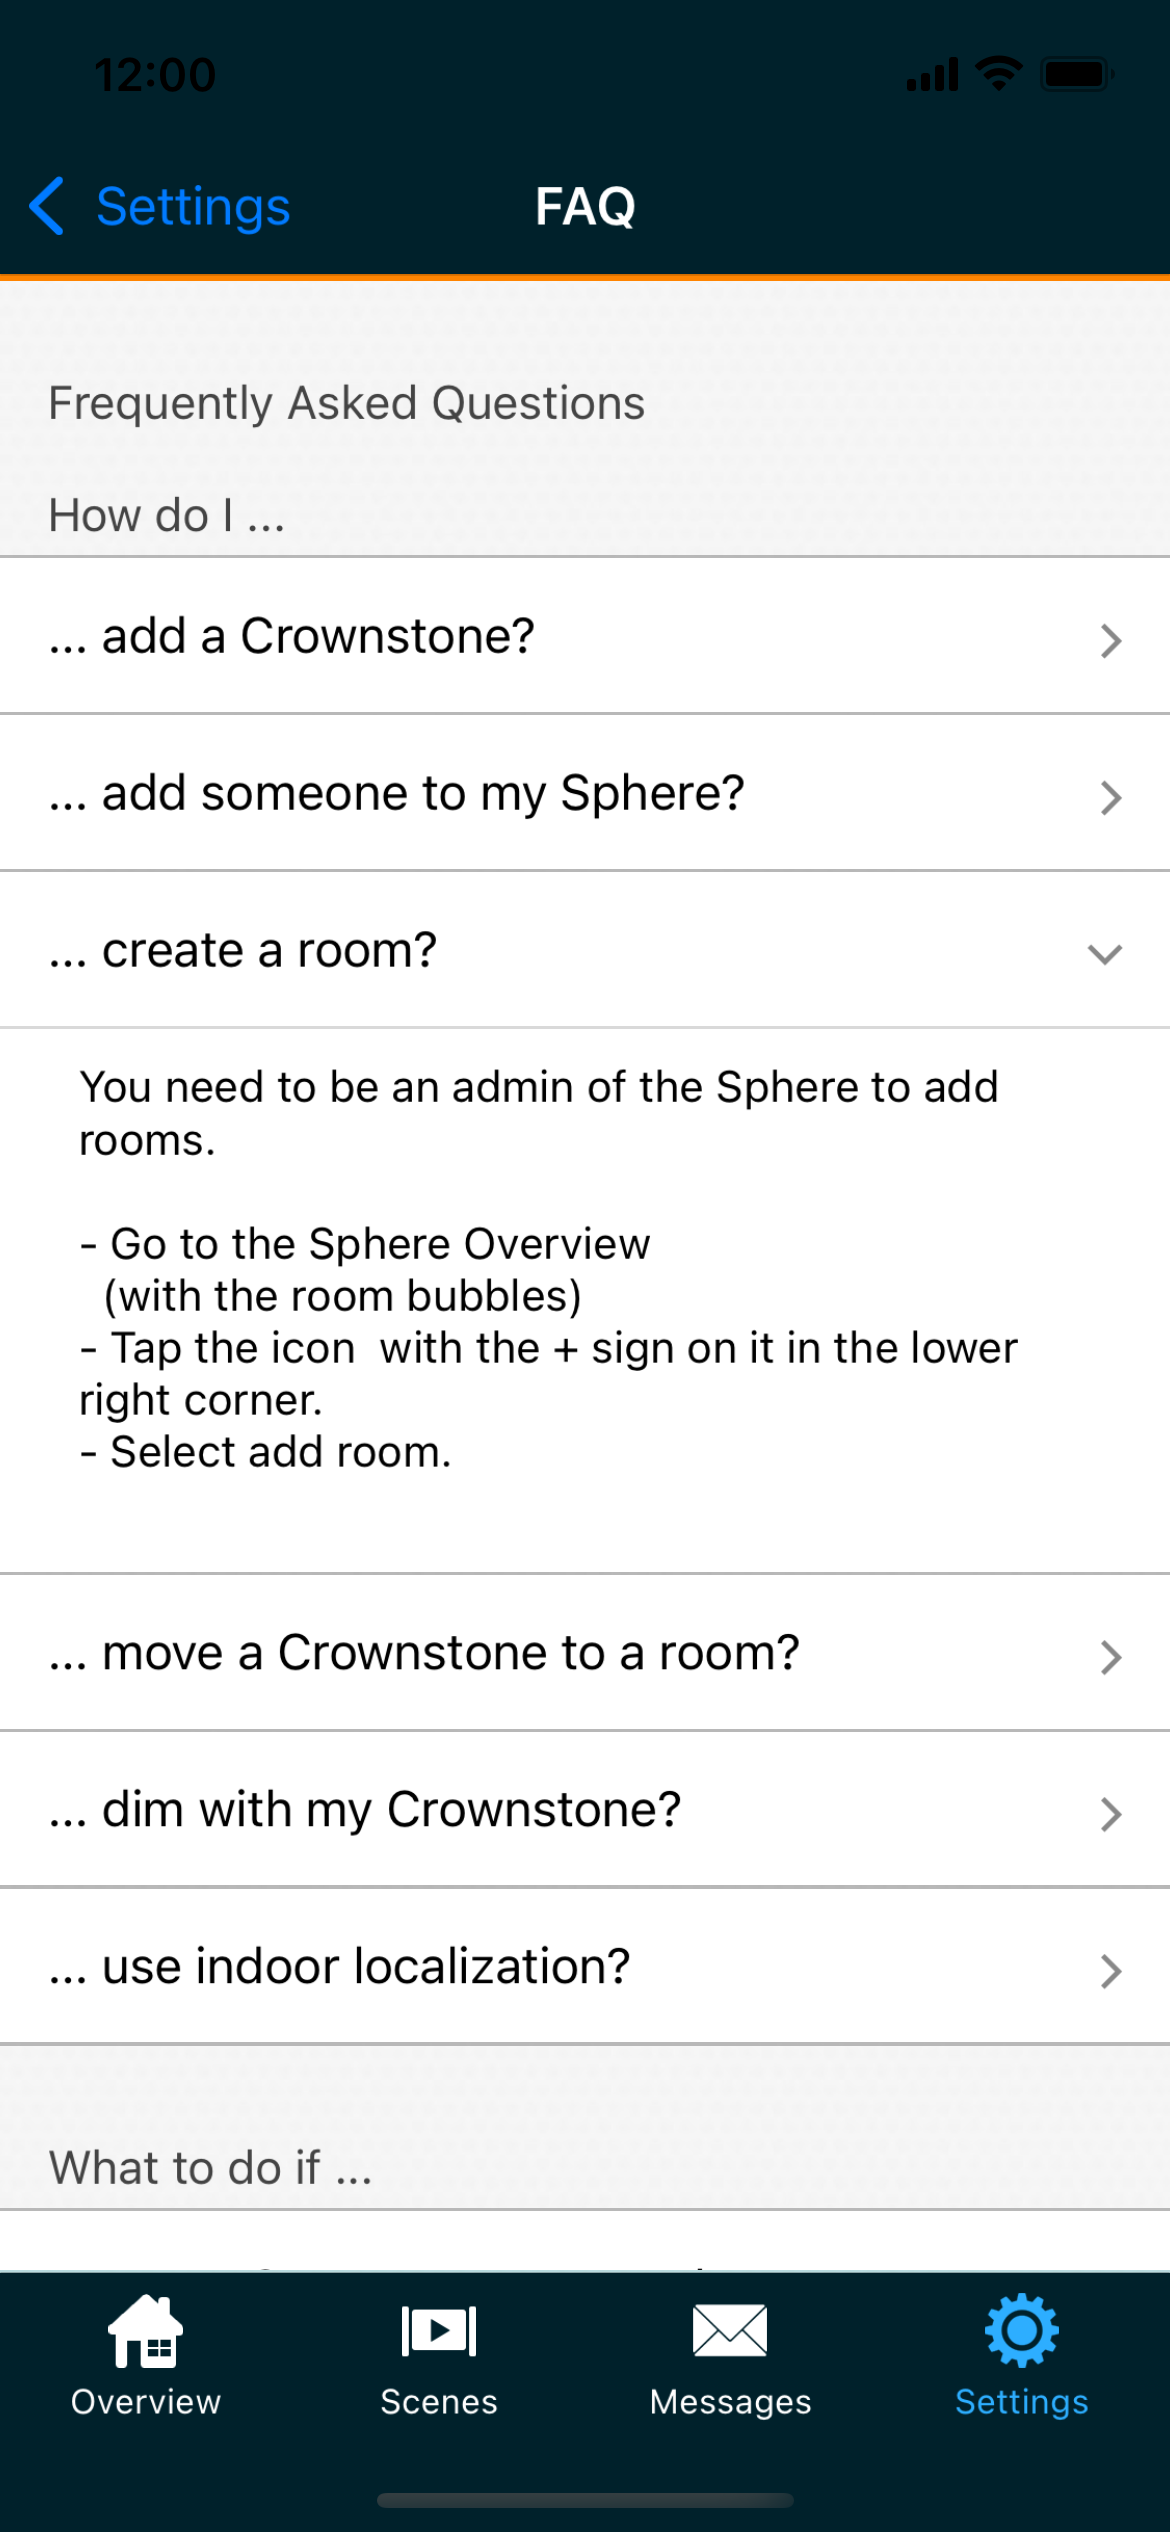 12:00
Settings
FAQ
Frequently Asked Questions
How do I ...
... add a Crownstone?
... add someone to my Sphere?
... create a room?
You need to be an admin of the Sphere to add
rooms.
- Go to the Sphere Overview
(with the room bubbles)
- Tap the icon  with the + sign on it in the lower
right corner.
- Select add room.
... move a Crownstone to a room?
... dim with my Crownstone?
... use indoor localization?
What to do if ...
Overview
Scenes
Messages
Settings